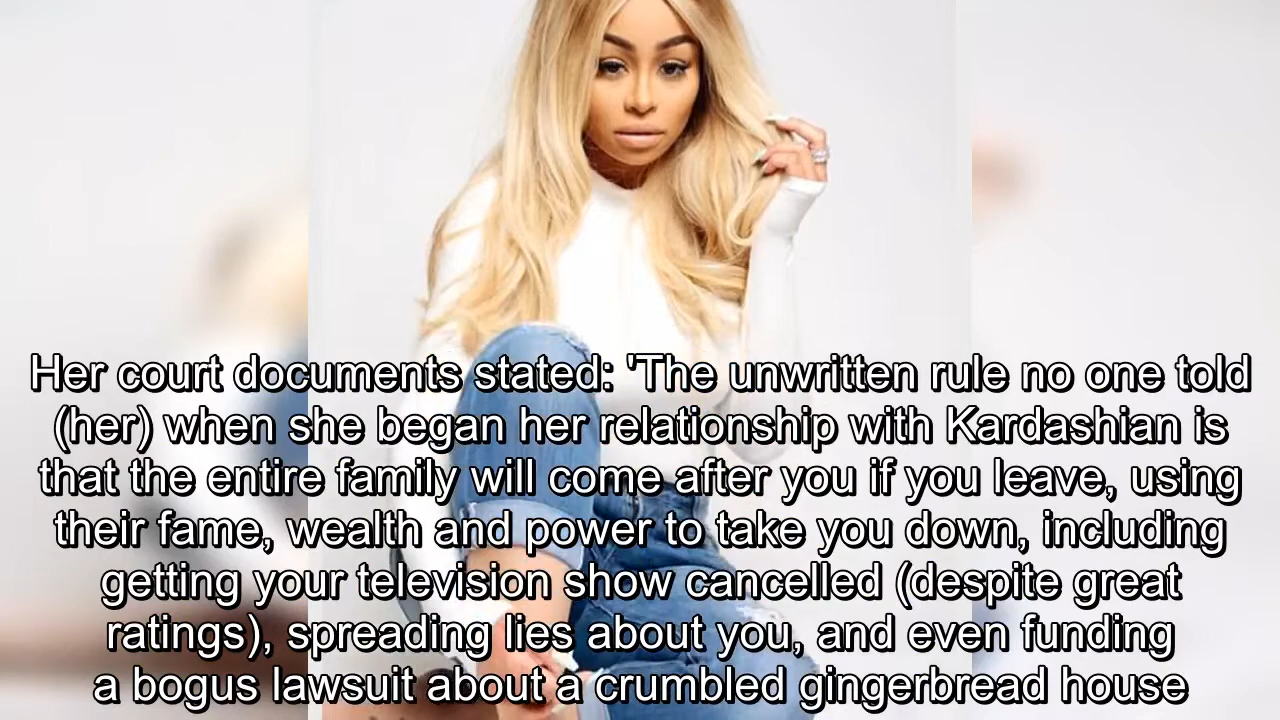 Her court documents stated: 'The unwritten rule no one told
(her) when she began her relationship with Kardashian is
that the entire family will come after you if you leave, using
their fame, wealth and power to take you down, including
getting your television show cancelled (despite great
ratings), spreading lies about you, and even funding
a bogus lawsuit about a crumbled gingerbread house